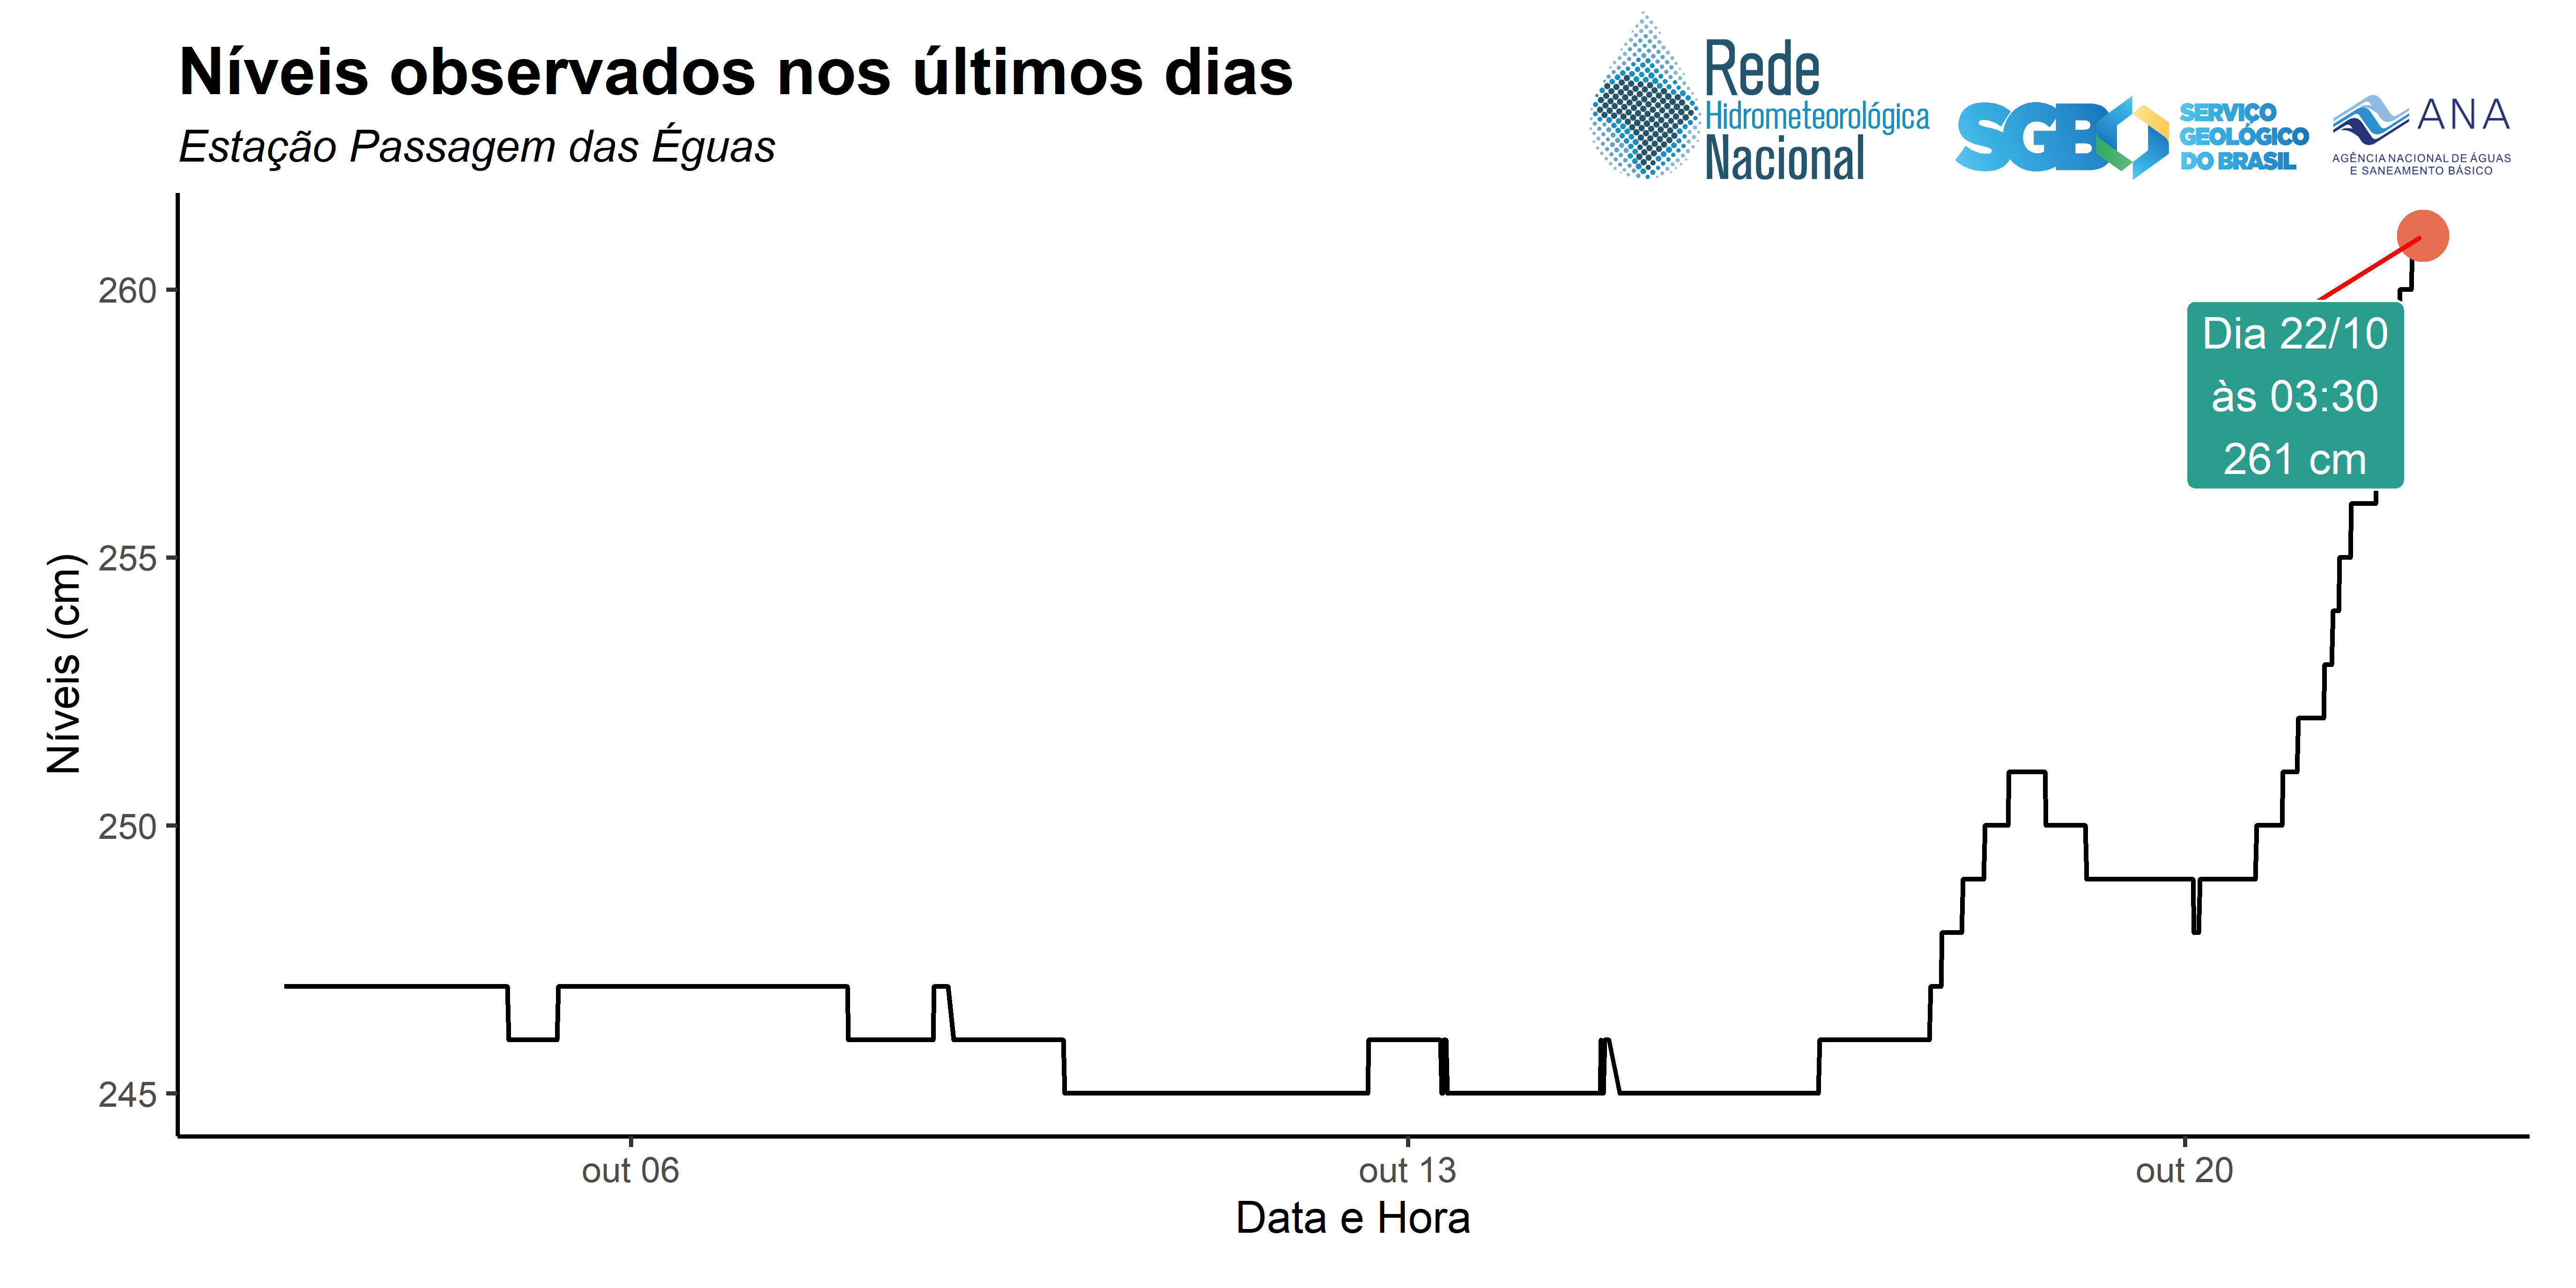 Níveis observados nos últimos dias
Estação Passagem das Éguas
Rede
Hidrometeorológica
Nacional
SGB
SERVIÇO
GEOLÓGICO
DO BRASIL
ANA
AGÊNCIA NACIONAL DE ÁGUAS
E SANEAMENTO BÁSICO
Níveis (cm)
260
255
250
245
Dia 22/10
às 03:30
261 cm
out 06
out 13
out 20
Data e Hora